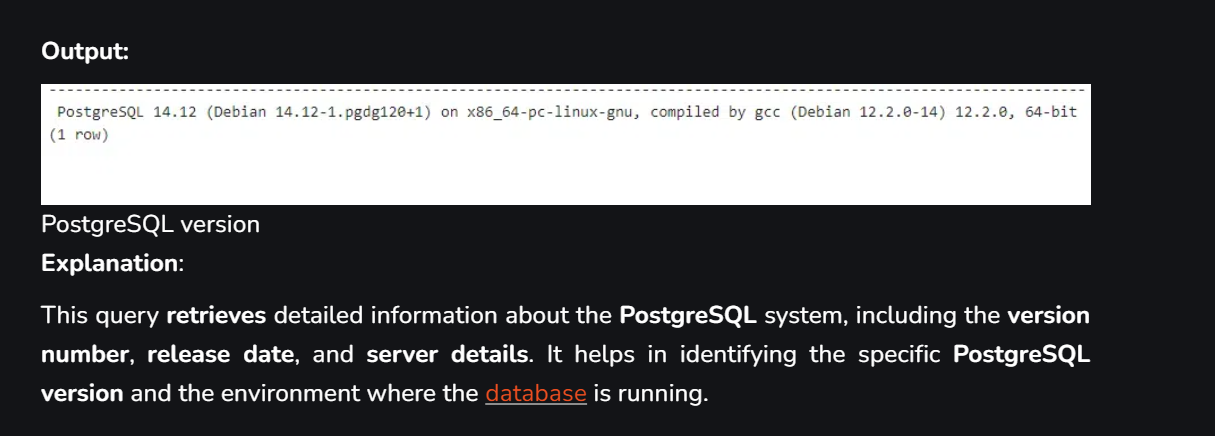 Output:
PostgreSQL 14.12 (Debian 14.12-1.pgdg120+1) on x86_64-pc-linux-gnu, compiled by gcc (Debian 12.2.0-14) 12.2.0, 64-bit
(1 row)
PostgreSQL version
Explanation:
This query retrieves detailed information about the PostgreSQL system, including the version
number, release date, and server details. It helps in identifying the specific PostgreSQL
version and the environment where the database is running.